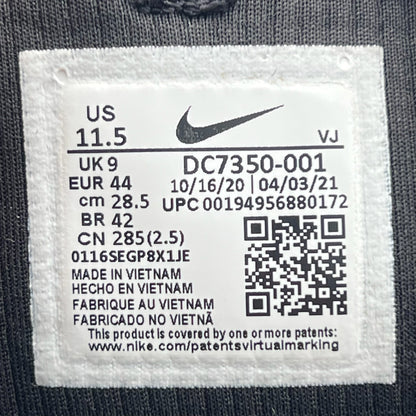 US
11.5
VJ
UK 9
DC7350-001
EUR 44
10/16/20 | 04/03/21
cm 28.5
UPC 00194956880172
BR 42
CN 285(2.5)
0116SEGP8X1JE
MADE IN VIETNAM
HECHO EN VIETNAM
FABRIQUE AU VIETNAM
FABRICADO NO VIETNÃ
This product is covered by one or more patents:
www.nike.com/patentsvirtualmarking